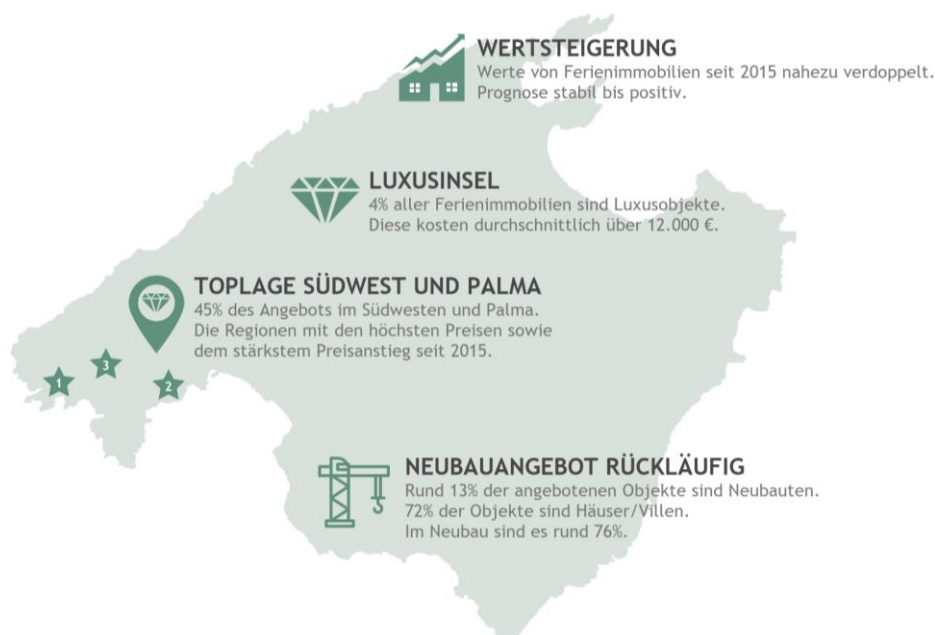 WERTSTEIGERUNG
Werte von Ferienimmobilien seit 2015 nahezu verdoppelt.
Prognose stabil bis positiv.
LUXUSINSEL
4% aller Ferienimmobilien sind Luxusobjekte.
Diese kosten durchschnittlich über 12.000 €.
TOPLAGE SÜDWEST UND PALMA
45% des Angebots im Südwesten und Palma.
Die Regionen mit den höchsten Preisen sowie
dem stärkstem Preisanstieg seit 2015.
3
1
2
NEUBAUANGEBOT RÜCKLÄUFIG
Rund 13% der angebotenen Objekte sind Neubauten.
72% der Objekte sind Häuser/Villen.
Im Neubau sind es rund 76%.